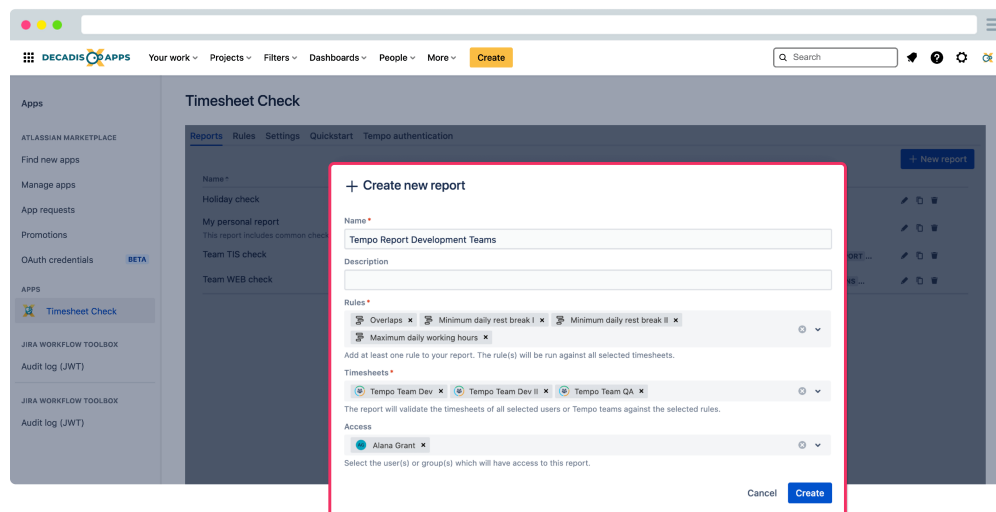 DECADIS APPS Your work Projects Filters Dashboards People More Create Search
Apps
ATLASSIAN MARKETPLACE
Find new apps
Manage apps
App requests
Promotions
OAuth credentials BETA
APPS
Timesheet Check
JIRA WORKFLOW TOOLBOX
Audit log (JWT)
JIRA WORKFLOW TOOLBOX
Audit log (JWT)
Timesheet Check
Reports Rules Settings Quickstart Tempo authentication
+ New report
Name
Holiday check
My personal report
This report includes common check
Team TIS check
Team WEB check
+ Create new report
Name *
Tempo Report Development Teams
Description
Rules *
Overlaps × Minimum daily rest break I × Minimum daily rest break II ×
Maximum daily working hours ×
Add at least one rule to your report. The rule(s) will be run against all selected timesheets.
Timesheets *
Tempo Team Dev × Tempo Team Dev II × Tempo Team QA ×
The report will validate the timesheets of all selected users or Tempo teams against the selected rules.
Access
Alana Grant ×
Select the user(s) or group(s) which will have access to this report.
Cancel Create